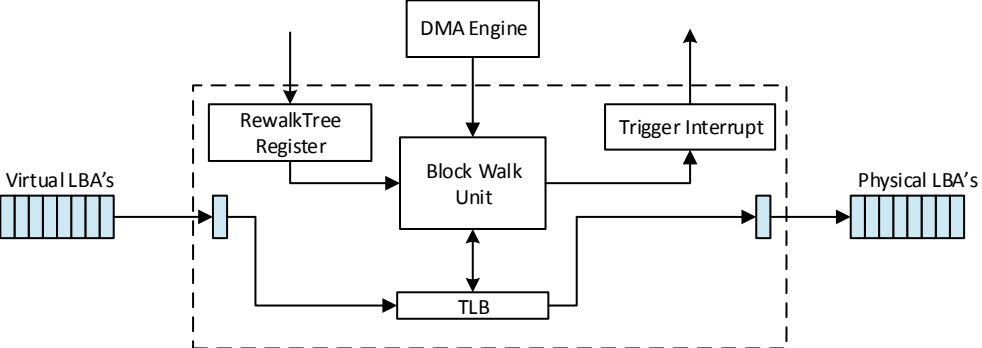 DMA Engine
RewalkTree
Register
Trigger Interrupt
Block Walk
Unit
Virtual LBA's
Physical LBA's
TLB